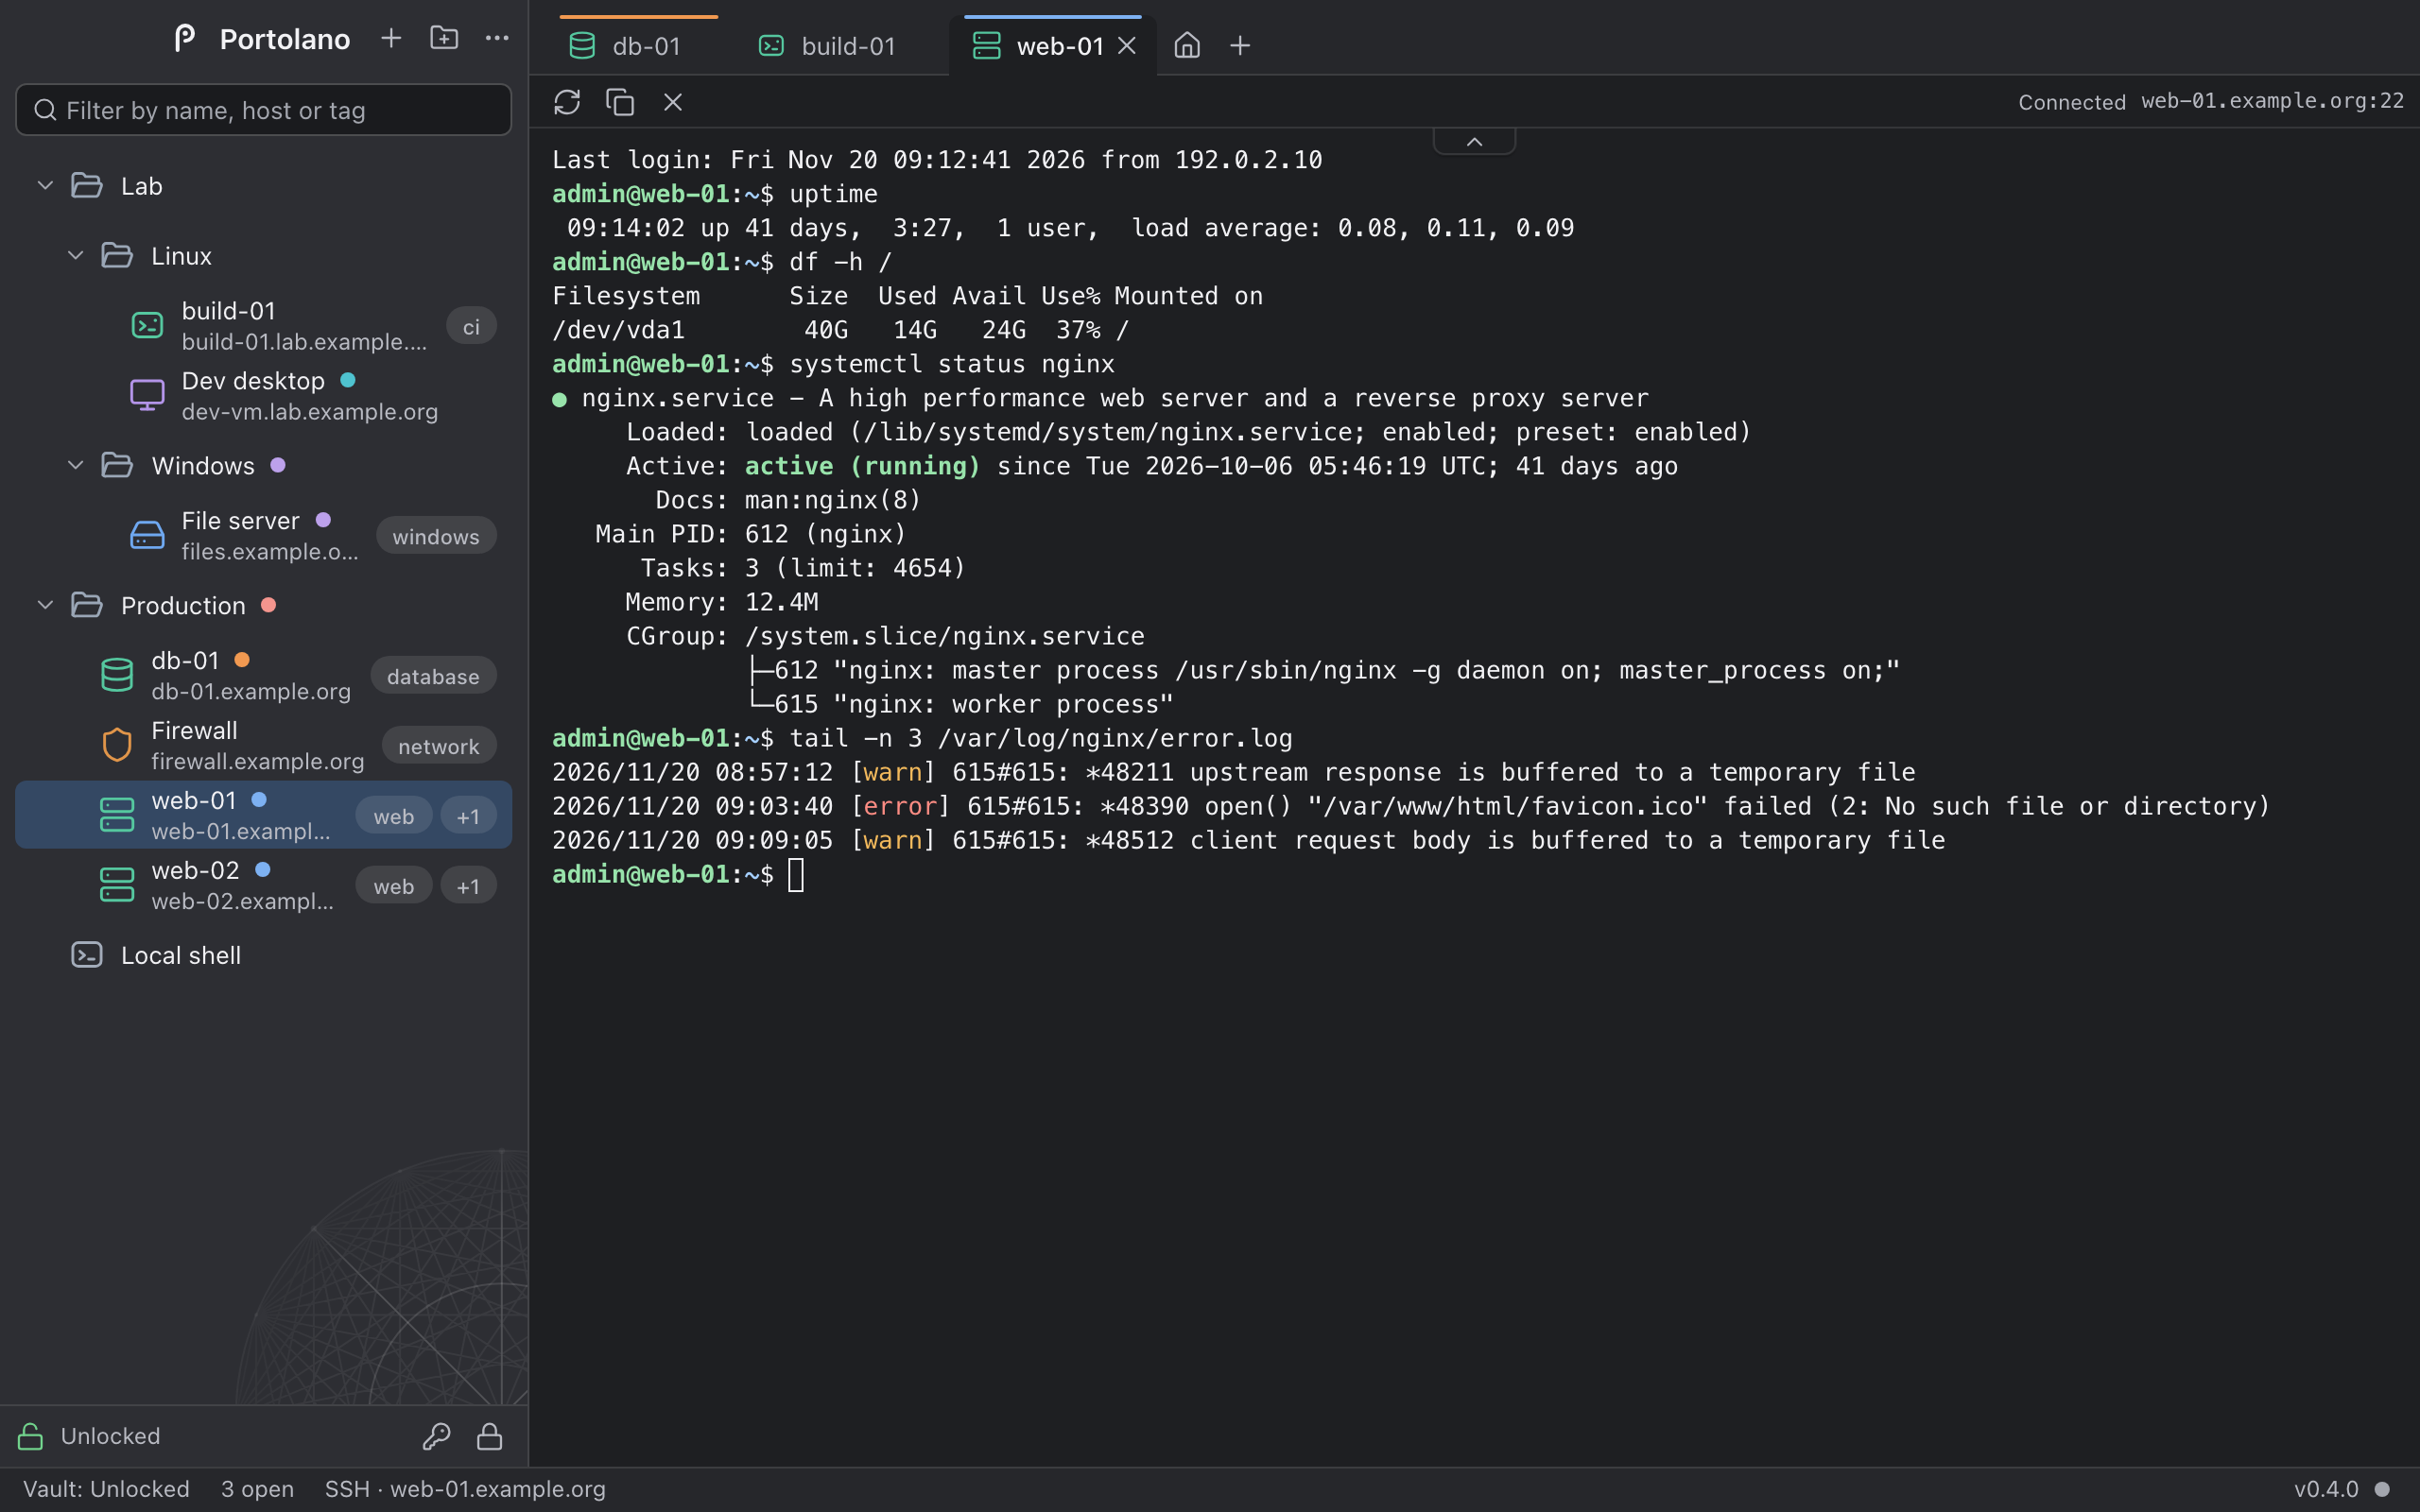 Portolano
Filter by name, host or tag
Lab
Linux
build-01
build-01.lab.example....
ci
Dev desktop
dev-vm.lab.example.org
Windows
File server
files.example.o...
windows
Production
db-01
db-01.example.org
database
Firewall
firewall.example.org
network
web-01
web-01.exampl...
web +1
web-02
web-02.exampl...
web +1
Local shell
Unlocked
db-01 build-01 web-01
Connected web-01.example.org:22
Last login: Fri Nov 20 09:12:41 2026 from 192.0.2.10
admin@web-01:~$ uptime
09:14:02 up 41 days, 3:27, 1 user, load average: 0.08, 0.11, 0.09
admin@web-01:~$ df -h /
Filesystem Size Used Avail Use% Mounted on
/dev/vda1 40G 14G 24G 37% /
admin@web-01:~$ systemctl status nginx
● nginx.service - A high performance web server and a reverse proxy server
Loaded: loaded (/lib/systemd/system/nginx.service; enabled; preset: enabled)
Active: active (running) since Tue 2026-10-06 05:46:19 UTC; 41 days ago
Docs: man:nginx(8)
Main PID: 612 (nginx)
Tasks: 3 (limit: 4654)
Memory: 12.4M
CGroup: /system.slice/nginx.service
├─612 "nginx: master process /usr/sbin/nginx -g daemon on; master_process on;"
└─615 "nginx: worker process"
admin@web-01:~$ tail -n 3 /var/log/nginx/error.log
2026/11/20 08:57:12 [warn] 615#615: *48211 upstream response is buffered to a temporary file
2026/11/20 09:03:40 [error] 615#615: *48390 open() "/var/www/html/favicon.ico" failed (2: No such file or directory)
2026/11/20 09:09:05 [warn] 615#615: *48512 client request body is buffered to a temporary file
admin@web-01:~$
Vault: Unlocked 3 open SSH · web-01.example.org
v0.4.0